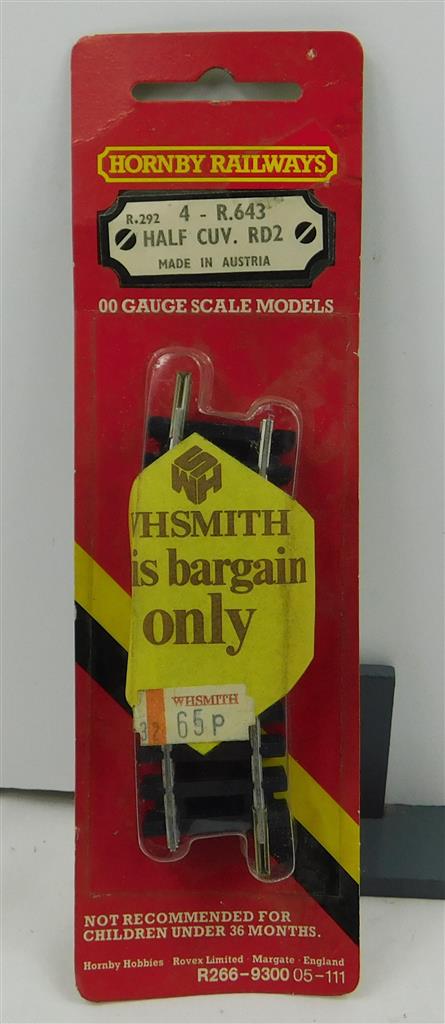 HORNBY RAILWAYS
R.292 4 - R.643
HALF CUV. RD2
MADE IN AUSTRIA
00 GAUGE SCALE MODELS
WHS
WHSMITH
is bargain
only
WHSMITH
37 65P
NOT RECOMMENDED FOR
CHILDREN UNDER 36 MONTHS.
Hornby Hobbies Rovex Limited · Margate · England
R266-9300 05-111